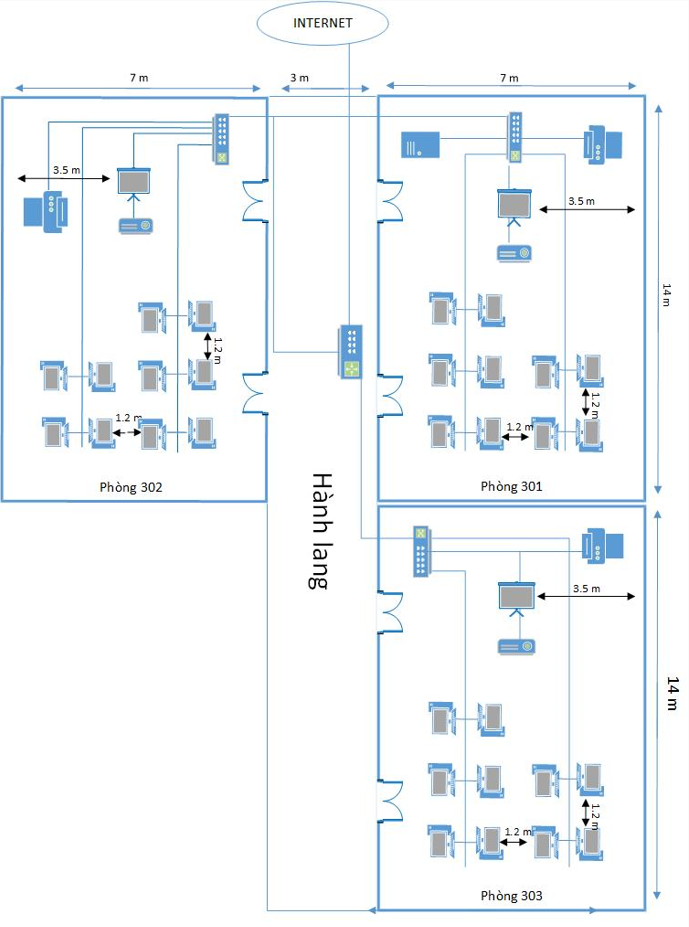 INTERNET
7 m
3 m
7 m
3.5 m
3.5 m
14 m
1.2 m
1.2 m
1.2 m
1.2 m
Phòng 302
Phòng 301
Hành lang
3.5 m
14 m
1.2 m
1.2 m
Phòng 303